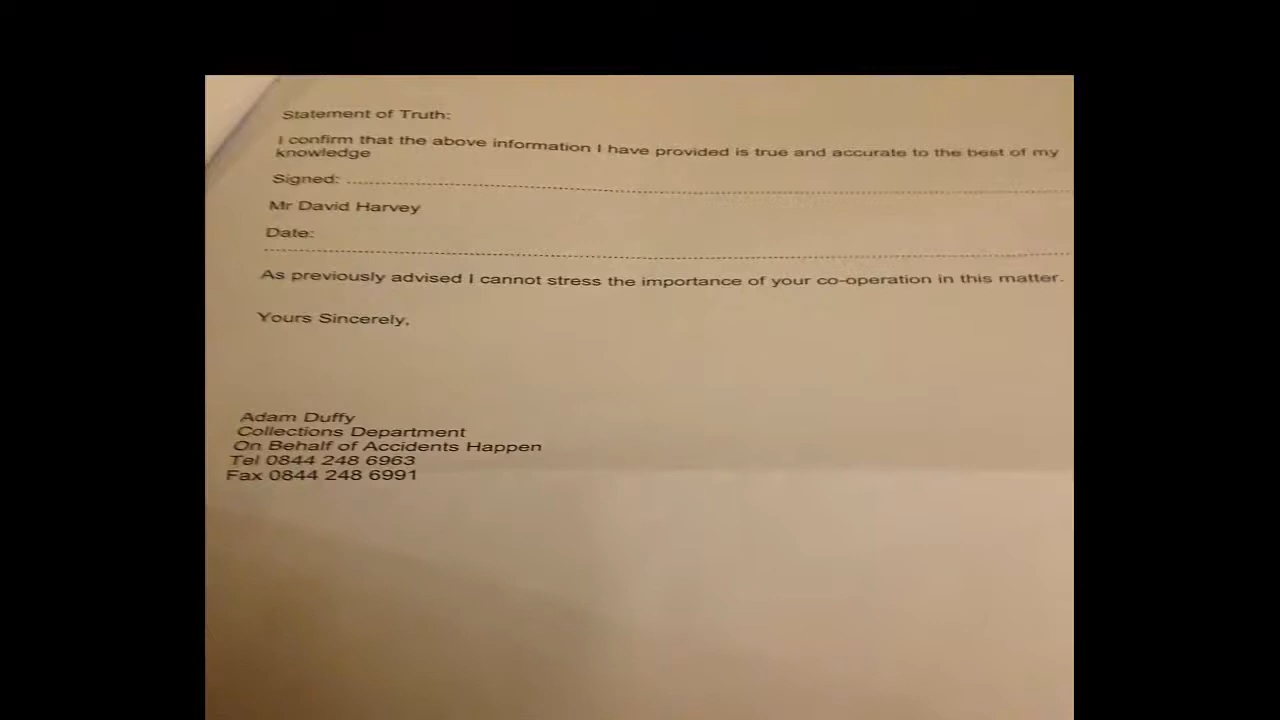 Statement of Truth:
I confirm that the above information I have provided is true and accurate to the best of my
knowledge
Signed: ................................................................................
Mr David Harvey
Date:
................................................................................
As previously advised I cannot stress the importance of your co-operation in this matter.
Yours Sincerely,
Adam Duffy
Collections Department
On Behalf of Accidents Happen
Tel 0844 248 6963
Fax 0844 248 6991